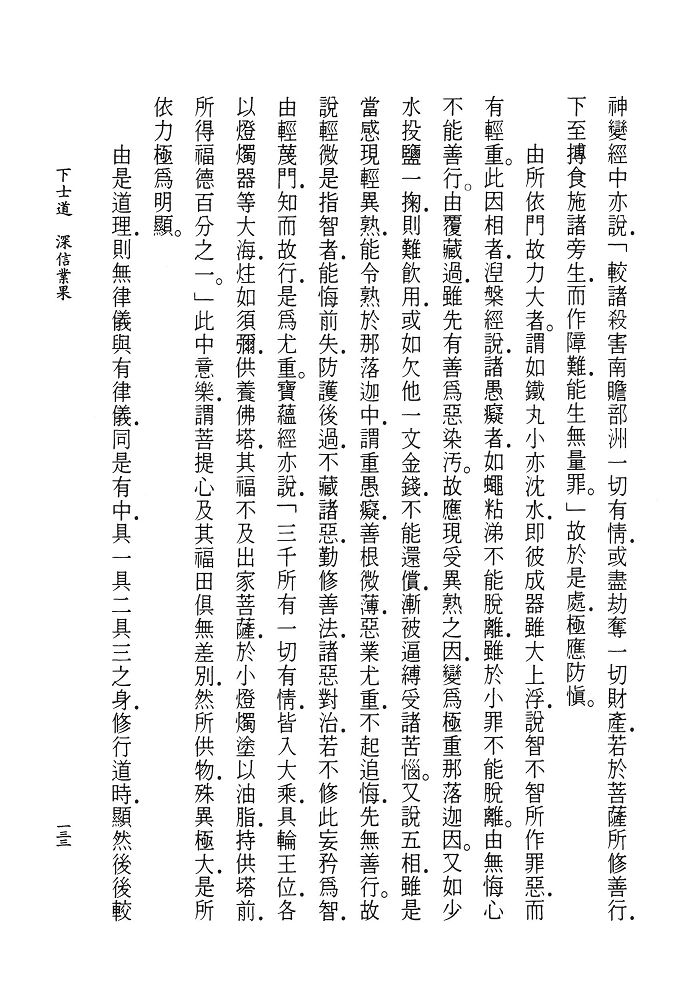 神變經中亦說．「較諸殺害南贍部洲一切有情．或盡劫奪一切財產．若於菩薩所修善行．
下至摶食施諸旁生．而作障難．能生無量罪。」故於是處．極應防慎。
由所依門故力大者。謂如鐵丸小亦沈水．即彼成器雖大上浮．說智不智所作罪惡．而
有輕重。此因相者．涅槃經說．諸愚癡者．如蠅粘涕不能脫離．雖於小罪不能脫離。由無悔心
不能善行。由覆藏過．雖先有善為惡染汚。故應現受異熟之因．變為極重那落迦因。又如少
水投鹽一掬．則難飲用．或如欠他一文金錢．不能還償．漸被逼縛受諸苦惱。又說五相．雖是
當感現輕異熟．能令熟於那落迦中．謂重愚癡．善根微薄．惡業尤重．不起追悔．先無善行。故
說輕微是指智者．能悔前失．防護後過．不藏諸惡．勤修善法．諸惡對治．若不修此妄矜為智．
由輕蔑門．知而故行．是為尤重。寶蘊經亦說．「三千所有一切有情．皆入大乘．具輪王位．各
以燈燭器等大海．炷如須彌．供養佛塔．其福不及出家菩薩．於小燈燭塗以油脂．持供塔前．
所得福德百分之一。」此中意樂．謂菩提心及其福田俱無差別．然所供物．殊異極大．是所
依力極為明顯。
由是道理．則無律儀與有律儀．同是有中．具一具二具三之身．修行道時．顯然後後較
下士道　深信業果
一三三